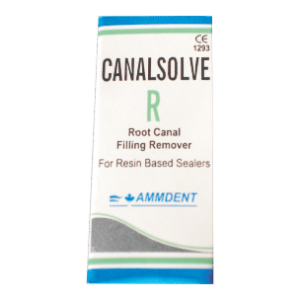 CE
1293
CANALSOLVE
R
Root Canal
Filling Remover
For Resin Based Sealers
AMMDENT